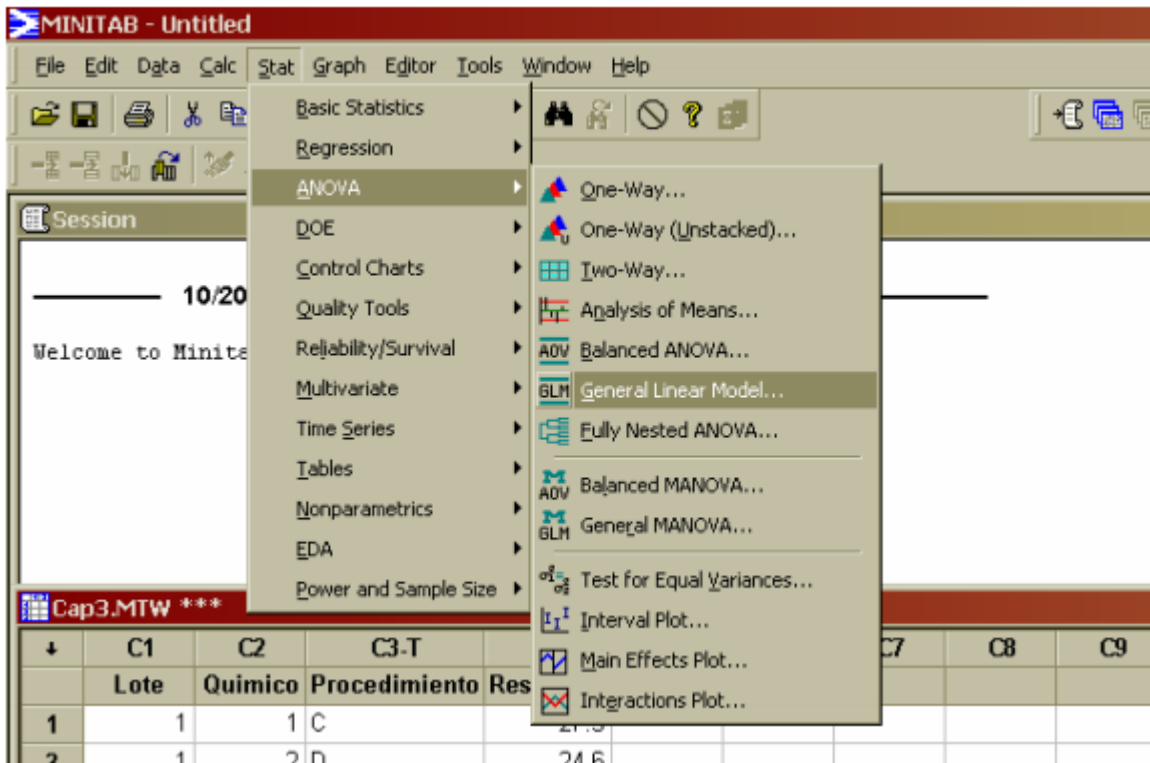 MINITAB - Untitled
File Edit Data Calc Stat Graph Editor Tools Window Help
Basic Statistics
Regression
ANOVA
DOE
Control Charts
Quality Tools
Reliability/Survival
Multivariate
Time Series
Tables
Nonparametrics
EDA
Power and Sample Size
One-Way...
One-Way (Unstacked)...
Two-Way...
Analysis of Means...
AOV Balanced ANOVA...
GLM General Linear Model...
Fully Nested ANOVA...
M AOV Balanced MANOVA...
M GLM General MANOVA...
Test for Equal Variances...
Interval Plot...
Main Effects Plot...
Interactions Plot...
Session
10/20
Welcome to Minita
Cap3.MTW ***
C1 C2 C3-T C7 C8 C9
Lote Quimico Procedimiento Res
1 1 1 C
2 1 2 D 24.6